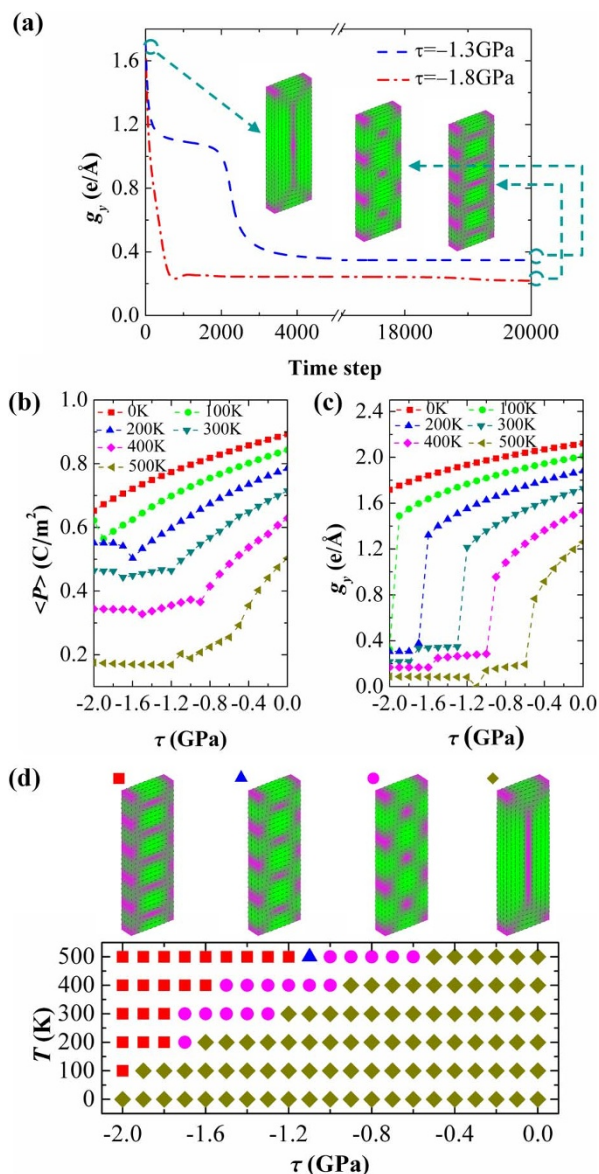 (a)
1.6
1.2
0.8
0.4
0.0
g_y (e/Å)
τ=–1.3GPa
τ=–1.8GPa
0 2000 4000 18000 20000
Time step
(b)
1.0
0.8
0.6
0.4
0.2
<P> (C/m²)
0K 100K
200K 300K
400K 500K
-2.0 -1.6 -1.2 -0.8 -0.4 0.0
τ (GPa)
(c)
2.4
2.0
1.6
1.2
0.8
0.4
0.0
g_y (e/Å)
0K 100K
200K 300K
400K 500K
-2.0 -1.6 -1.2 -0.8 -0.4 0.0
τ (GPa)
(d)
500
400
300
200
100
0
T (K)
-2.0 -1.6 -1.2 -0.8 -0.4 0.0
τ (GPa)